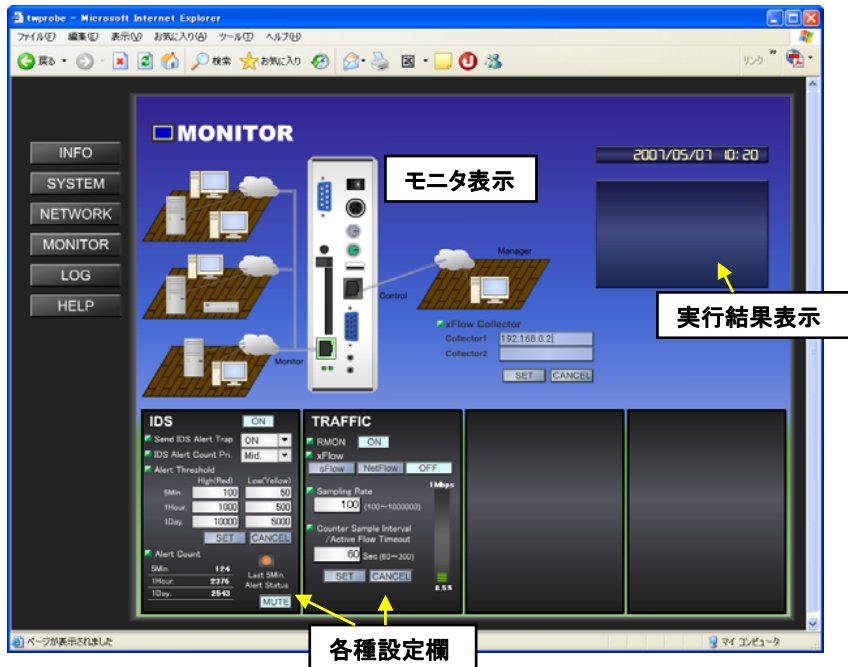 twprobe - Microsoft Internet Explorer
ファイル(F) 編集(E) 表示(V) お気に入り(A) ツール(T) ヘルプ(H)
戻る 検索 お気に入り リンク
MONITOR
INFO
SYSTEM
NETWORK
MONITOR
LOG
HELP
2007/05/07 10:20
モニタ表示
実行結果表示
Manager
Control
Monitor
xFlow Collector
Collector1 192.168.0.2
Collector2
SET CANCEL
IDS ON
Send IDS Alert Trap ON
IDS Alert Count Pri. Mid.
Alert Threshold
High(Red) Low(Yellow)
5Min. 100 50
1Hour. 1000 500
1Day. 10000 5000
SET CANCEL
Alert Count
5Min. 124
1Hour. 2376
1Day. 2543
Last 5Min.
Alert Status
MUTE
TRAFFIC
RMON ON
xFlow
sFlow NetFlow OFF
Sampling Rate
100 (100～1000000)
Counter Sample Interval
/Active Flow Timeout
60 Sec (60～300)
SET CANCEL
1Mbps
0.5%
各種設定欄
ページが表示されました
マイ コンピュータ